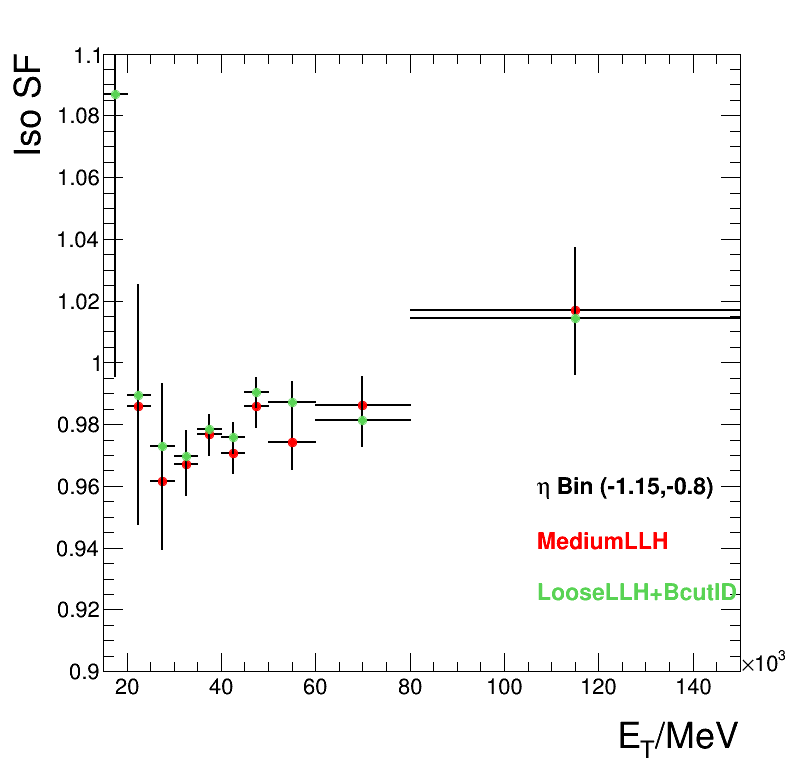 Iso SF
1.1
1.08
1.06
1.04
1.02
1
0.98
0.96
0.94
0.92
0.9
η Bin (-1.15,-0.8)
MediumLLH
LooseLLH+BcutID
20 40 60 80 100 120 140
×10³
E_T/MeV